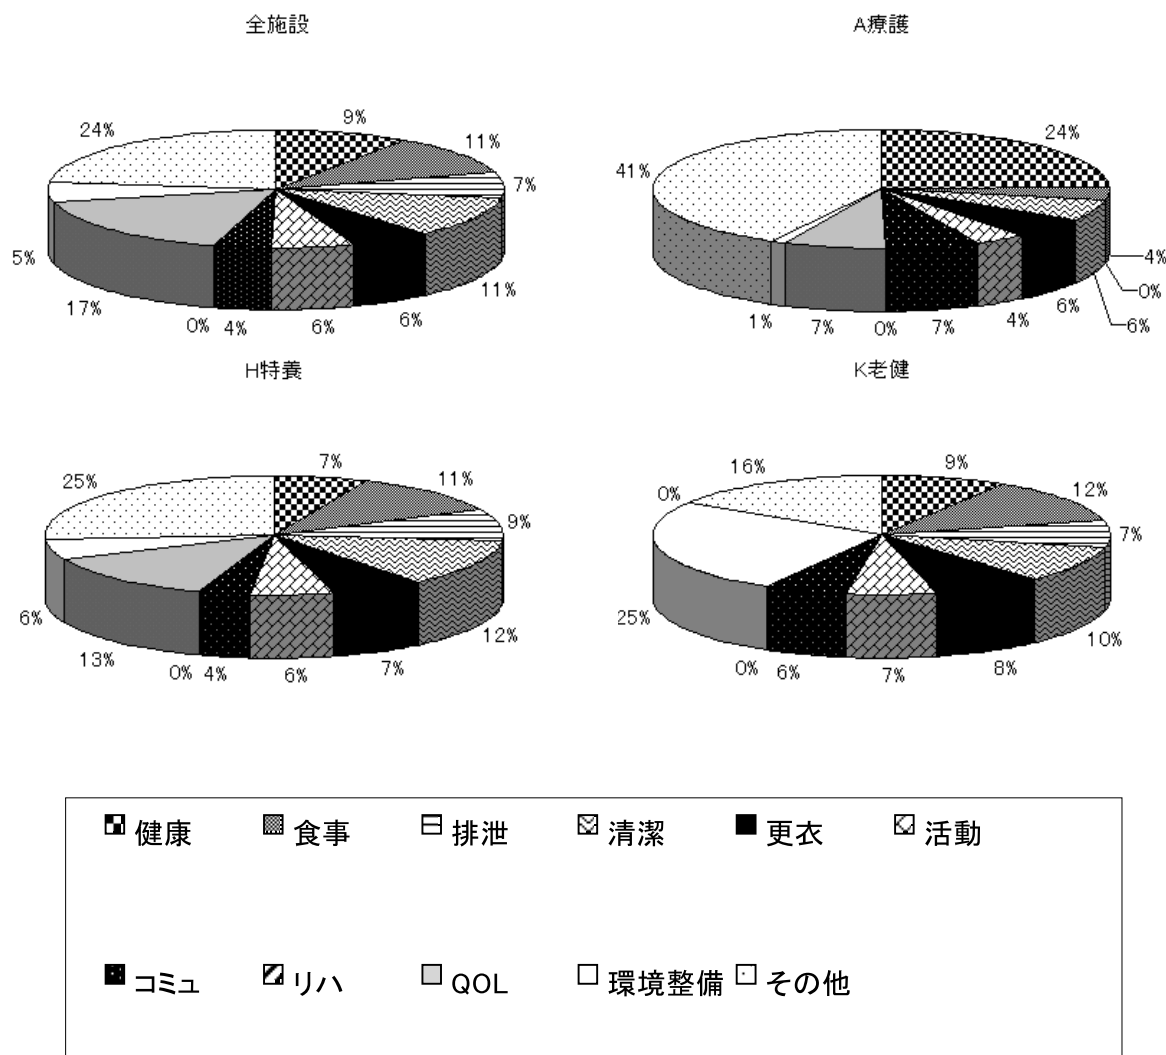 全施設 A療護
24% 9% 11% 7% 11% 6% 6% 4% 0% 17% 5%
41% 24% 4% 0% 6% 6% 4% 7% 0% 7% 1%
H特養 K老健
25% 7% 11% 9% 12% 7% 6% 4% 0% 13% 6%
0% 16% 9% 12% 7% 10% 8% 7% 6% 0% 25%
健康 食事 排泄 清潔 更衣 活動
コミュ リハ QOL 環境整備 その他